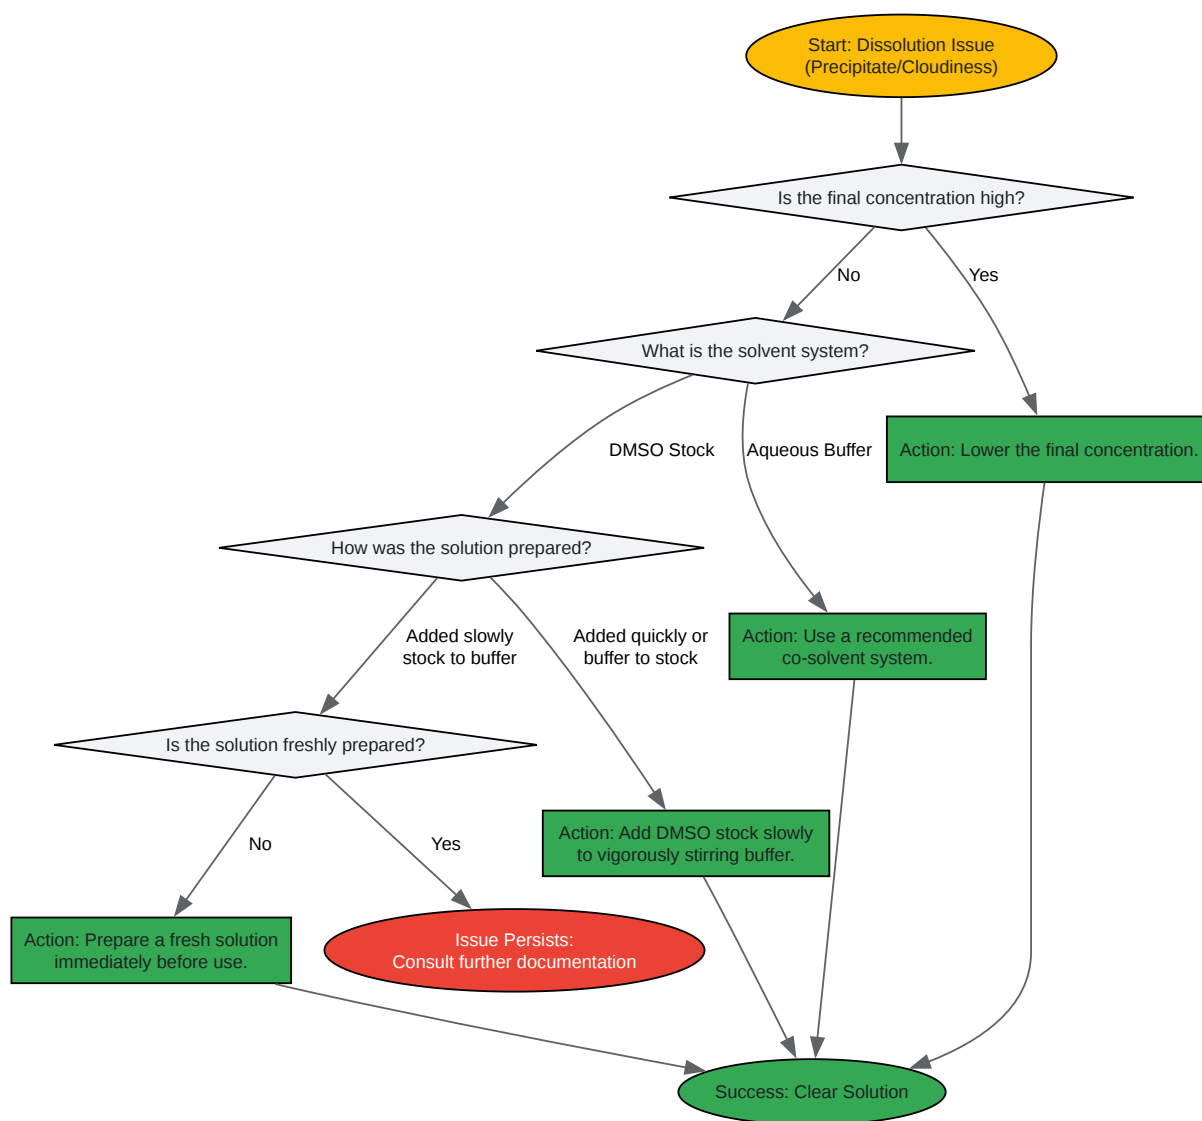 Start: Dissolution Issue
(Precipitate/Cloudiness)
Is the final concentration high?
No
Yes
What is the solvent system?
DMSO Stock
Aqueous Buffer
Action: Lower the final concentration.
How was the solution prepared?
Added slowly
stock to buffer
Added quickly or
buffer to stock
Action: Use a recommended
co-solvent system.
Is the solution freshly prepared?
No
Yes
Action: Add DMSO stock slowly
to vigorously stirring buffer.
Action: Prepare a fresh solution
immediately before use.
Issue Persists:
Consult further documentation
Success: Clear Solution